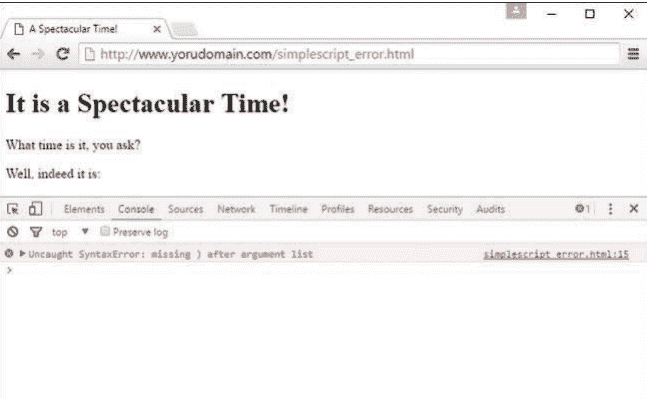 A Spectacular Time!
http://www.yorudomain.com/simplescript_error.html
It is a Spectacular Time!
What time is it, you ask?
Well, indeed it is:
Elements Console Sources Network Timeline Profiles Resources Security Audits 1
top Preserve log
Uncaught SyntaxError: missing ) after argument list simplescript_error.html:15